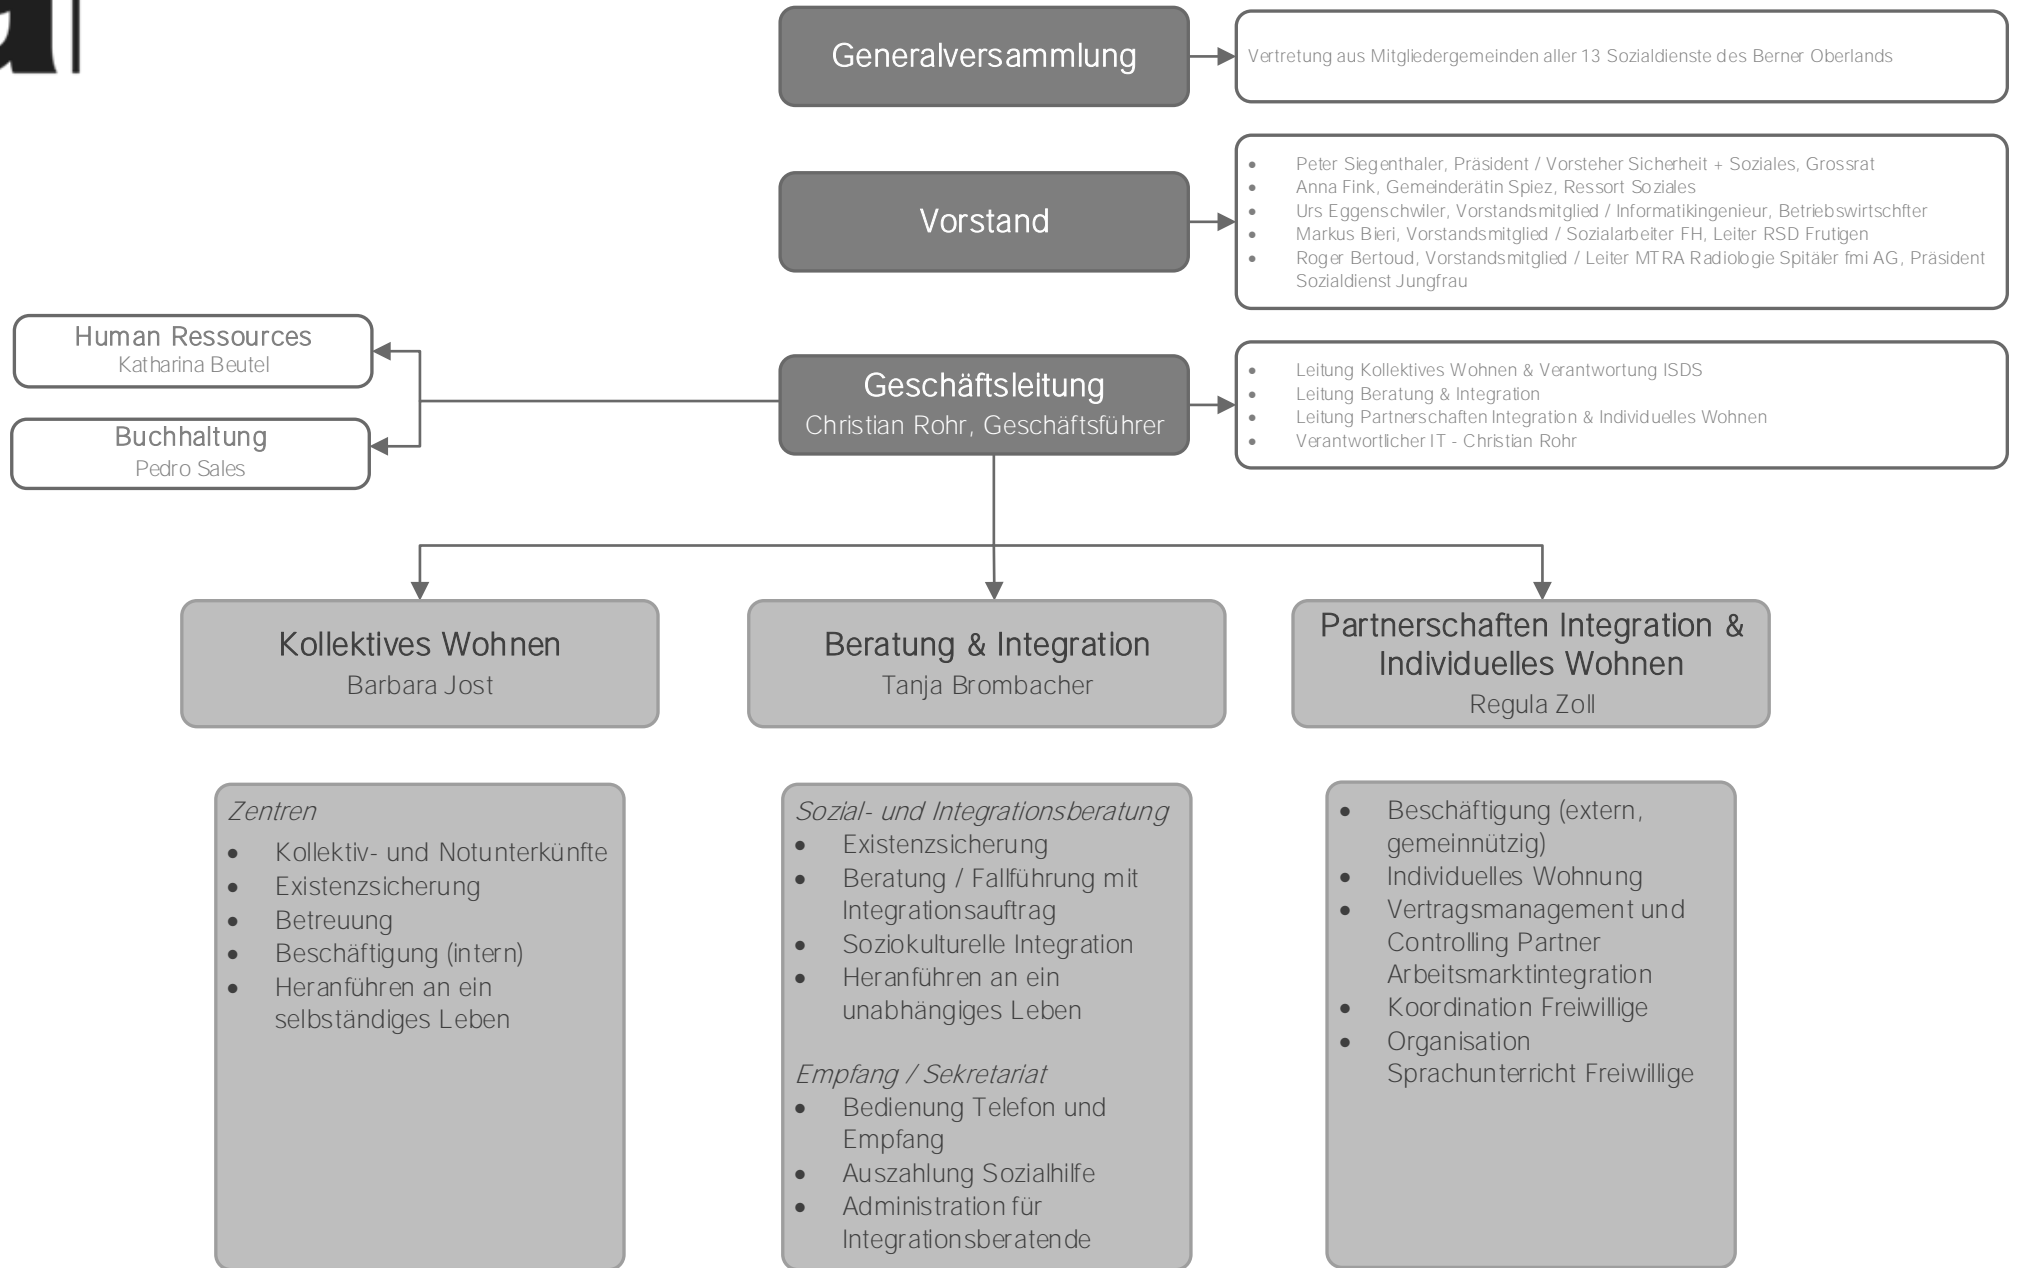 Generalversammlung
Vertretung aus Mitgliedergemeinden aller 13 Sozialdienste des Berner Oberlands
Vorstand
• Peter Siegenthaler, Präsident / Vorsteher Sicherheit + Soziales, Grossrat
• Anna Fink, Gemeinderätin Spiez, Ressort Soziales
• Urs Eggenschwiler, Vorstandsmitglied / Informatikingenieur, Betriebswirtschfter
• Markus Bieri, Vorstandsmitglied / Sozialarbeiter FH, Leiter RSD Frutigen
• Roger Bertoud, Vorstandsmitglied / Leiter MTRA Radiologie Spitäler fmi AG, Präsident
Sozialdienst Jungfrau
Human Ressources
Katharina Beutel
Buchhaltung
Pedro Sales
Geschäftsleitung
Christian Rohr, Geschäftsführer
• Leitung Kollektives Wohnen & Verantwortung ISDS
• Leitung Beratung & Integration
• Leitung Partnerschaften Integration & Individuelles Wohnen
• Verantwortlicher IT - Christian Rohr
Kollektives Wohnen
Barbara Jost
Beratung & Integration
Tanja Brombacher
Partnerschaften Integration &
Individuelles Wohnen
Regula Zoll
Zentren
• Kollektiv- und Notunterkünfte
• Existenzsicherung
• Betreuung
• Beschäftigung (intern)
• Heranführen an ein
selbständiges Leben
Sozial- und Integrationsberatung
• Existenzsicherung
• Beratung / Fallführung mit
Integrationsauftrag
• Soziokulturelle Integration
• Heranführen an ein
unabhängiges Leben
Empfang / Sekretariat
• Bedienung Telefon und
Empfang
• Auszahlung Sozialhilfe
• Administration für
Integrationsberatende
• Beschäftigung (extern,
gemeinnützig)
• Individuelles Wohnung
• Vertragsmanagement und
Controlling Partner
Arbeitsmarktintegration
• Koordination Freiwillige
• Organisation
Sprachunterricht Freiwillige